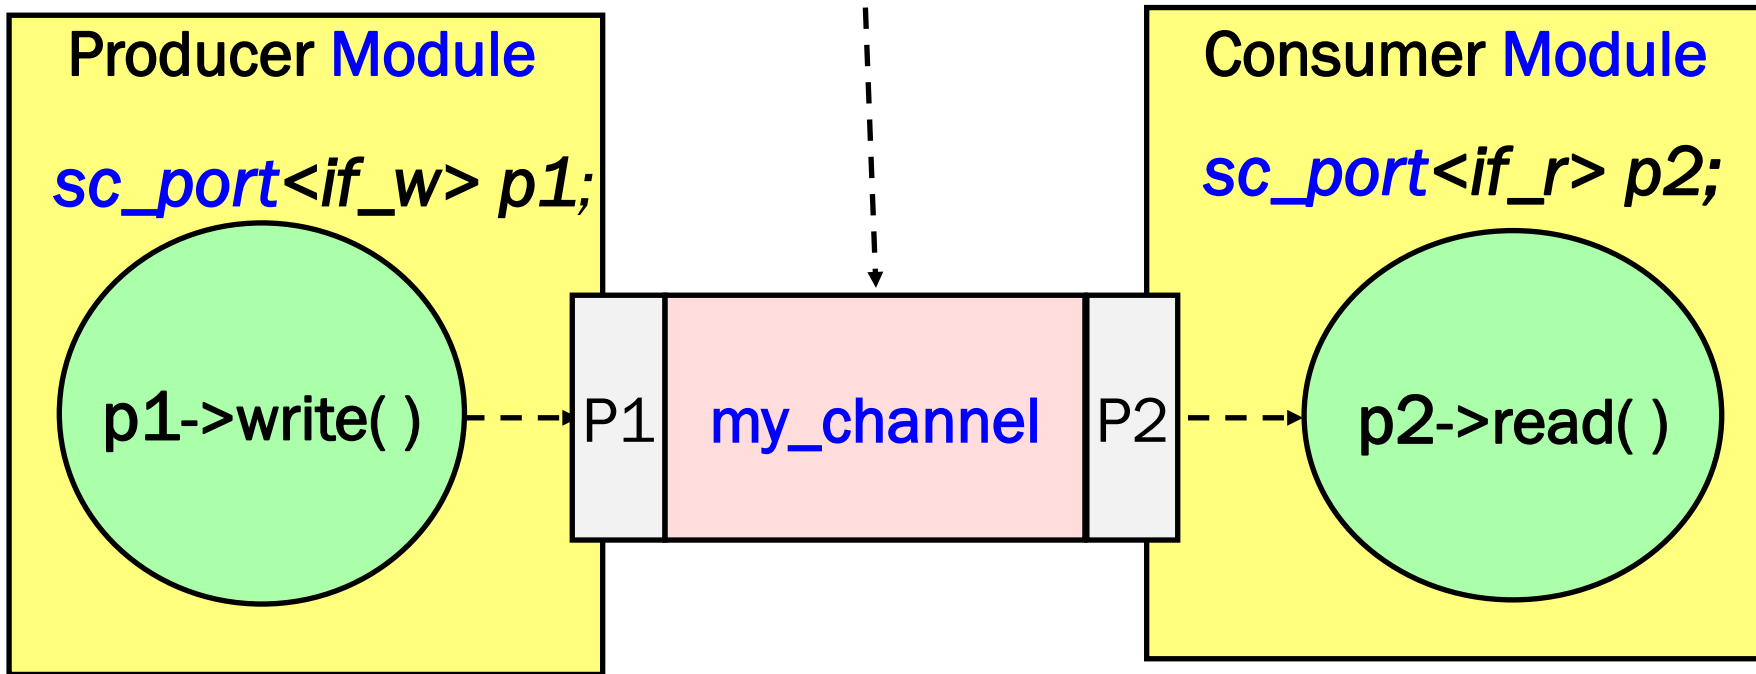 Producer Module
sc_port<if_w> p1;
p1->write( )
P1
my_channel
P2
Consumer Module
sc_port<if_r> p2;
p2->read( )